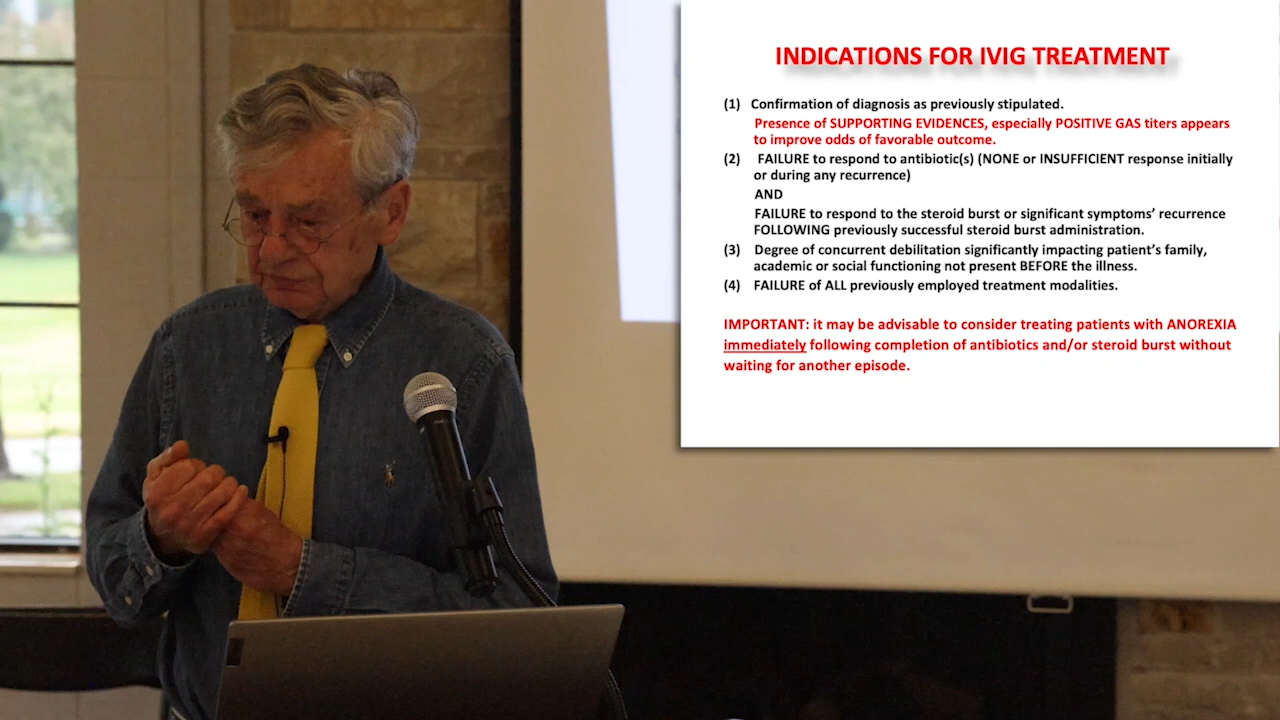 INDICATIONS FOR IVIG TREATMENT
(1) Confirmation of diagnosis as previously stipulated.
Presence of SUPPORTING EVIDENCES, especially POSITIVE GAS titers appears
to improve odds of favorable outcome.
(2) FAILURE to respond to antibiotic(s) (NONE or INSUFFICIENT response initially
or during any recurrence)
AND
FAILURE to respond to the steroid burst or significant symptoms’ recurrence
FOLLOWING previously successful steroid burst administration.
(3) Degree of concurrent debilitation significantly impacting patient’s family,
academic or social functioning not present BEFORE the illness.
(4) FAILURE of ALL previously employed treatment modalities.
IMPORTANT: it may be advisable to consider treating patients with ANOREXIA
immediately following completion of antibiotics and/or steroid burst without
waiting for another episode.